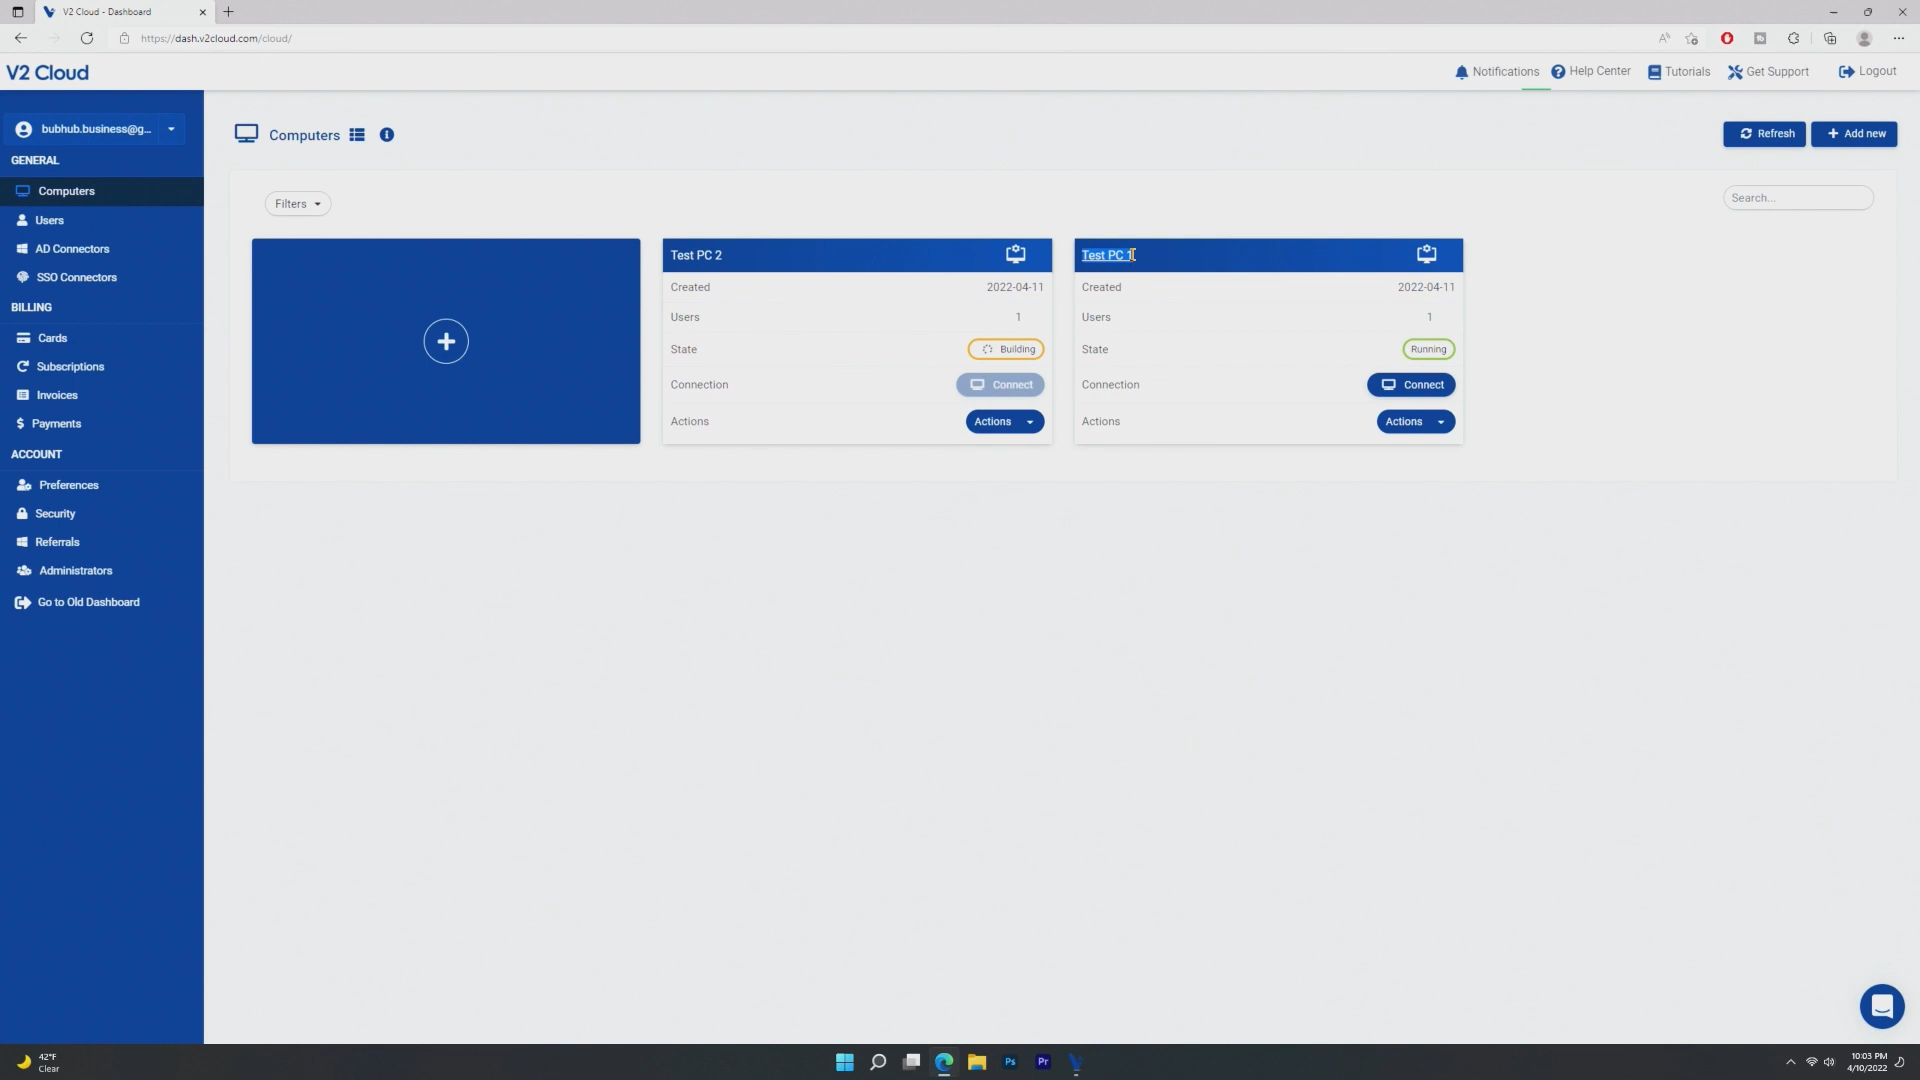 V2 Cloud - Dashboard
https://dash.v2cloud.com/cloud/
V2 Cloud
Notifications
Help Center
Tutorials
Get Support
Logout
bubhub.business@g...
GENERAL
Computers
Users
AD Connectors
SSO Connectors
BILLING
Cards
Subscriptions
Invoices
Payments
ACCOUNT
Preferences
Security
Referrals
Administrators
Go to Old Dashboard
Computers
Refresh
Add new
Filters
Search...
Test PC 2
Created 2022-04-11
Users 1
State Building
Connection Connect
Actions Actions
Test PC 1
Created 2022-04-11
Users 1
State Running
Connection Connect
Actions Actions
42°F
Clear
Ps
Pr
10:03 PM
4/10/2022